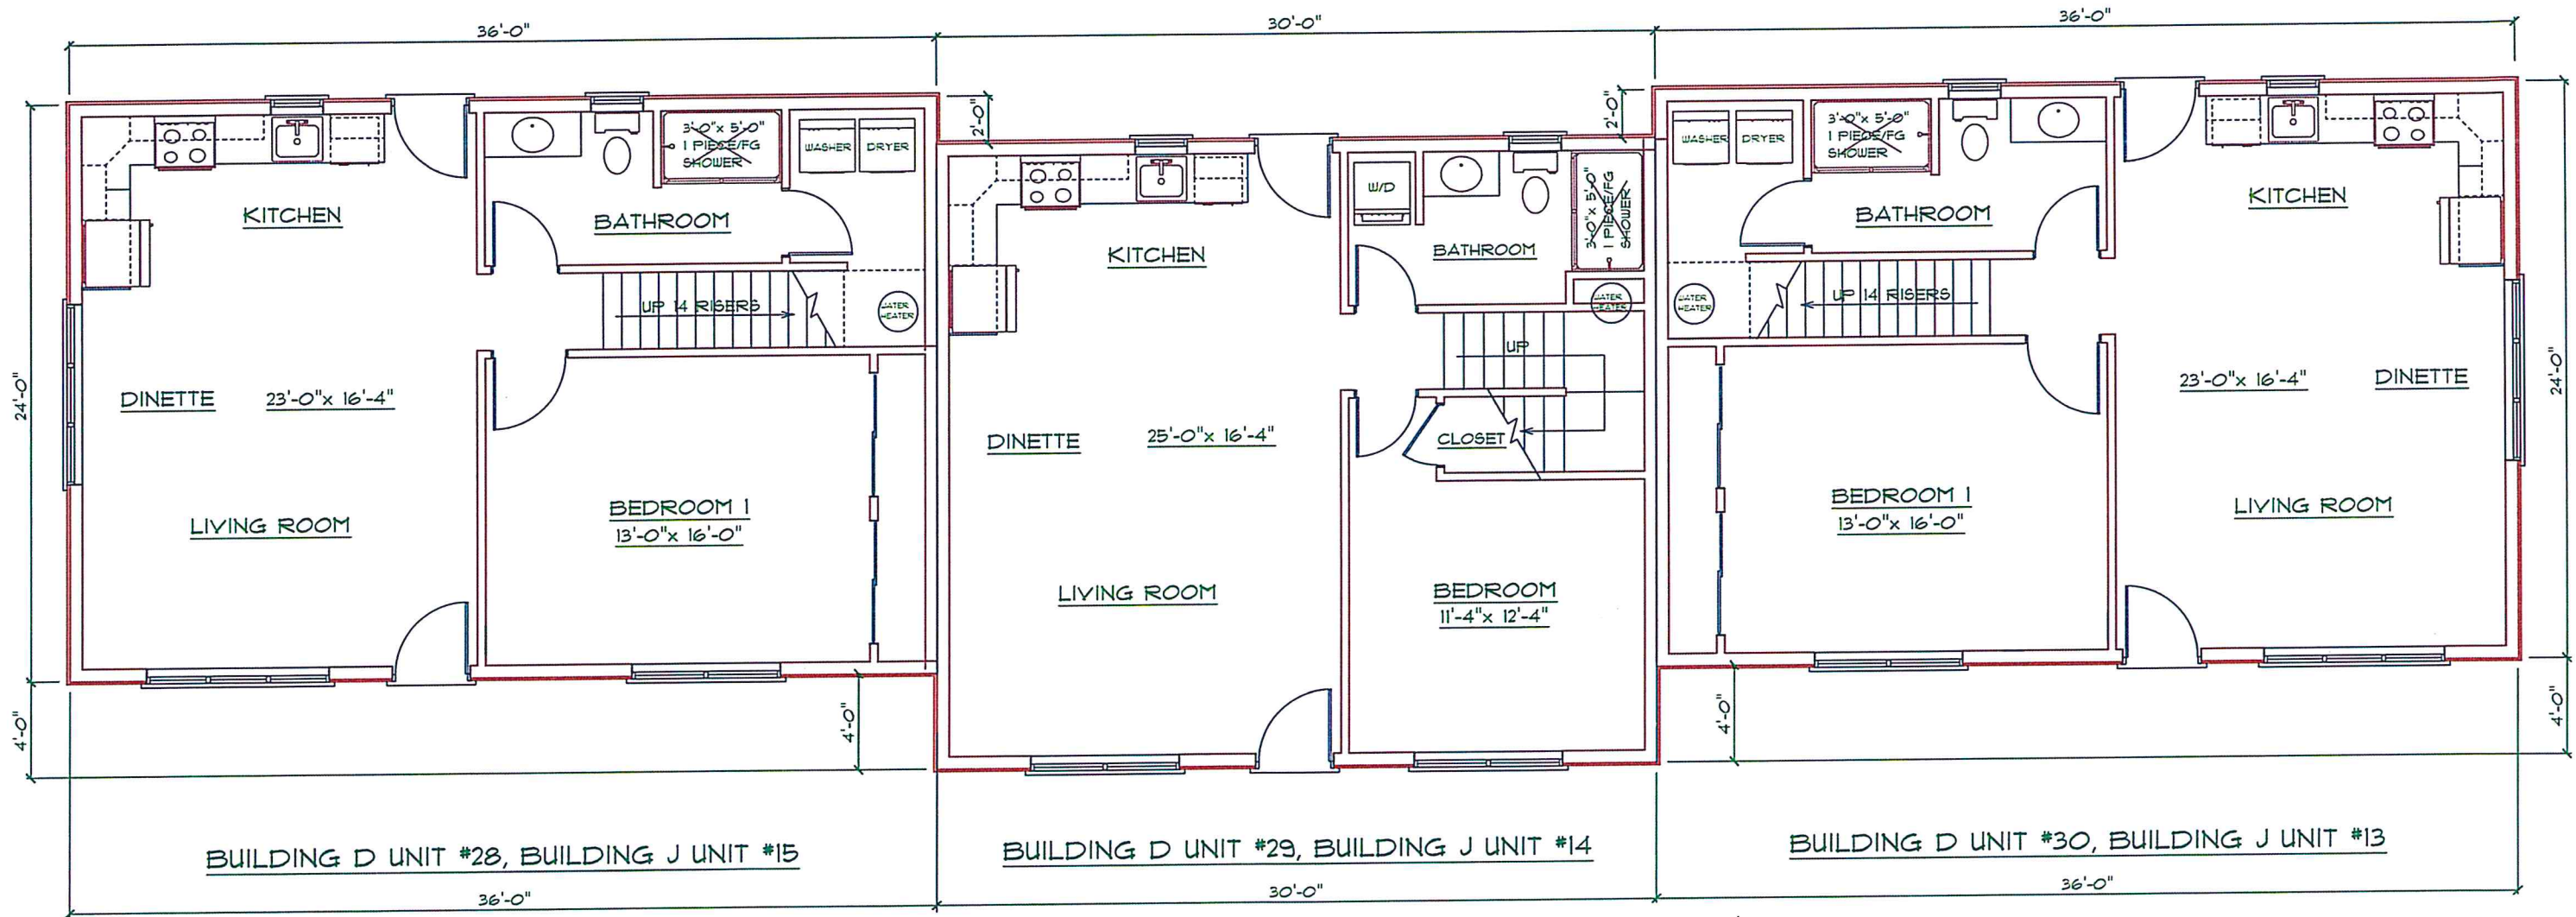 36'-0"
30'-0"
36'-0"
2'-0"
2'-0"
3'-0"x 5'-0"
1 PIECE/FG
SHOWER
WASHER
DRYER
KITCHEN
BATHROOM
UP 14 RISERS
WATER
HEATER
24'-0"
DINETTE
23'-0"x 16'-4"
LIVING ROOM
BEDROOM 1
13'-0"x 16'-0"
4'-0"
4'-0"
W/D
3'-0"x 5'-0"
1 PIECE/FG
SHOWER
KITCHEN
BATHROOM
WATER
HEATER
UP
DINETTE
25'-0"x 16'-4"
CLOSET
LIVING ROOM
BEDROOM
11'-4"x 12'-4"
WASHER
DRYER
3'-0"x 5'-0"
1 PIECE/FG
SHOWER
BATHROOM
KITCHEN
WATER
HEATER
UP 14 RISERS
23'-0"x 16'-4"
DINETTE
24'-0"
BEDROOM 1
13'-0"x 16'-0"
LIVING ROOM
4'-0"
4'-0"
BUILDING D UNIT #28, BUILDING J UNIT #15
BUILDING D UNIT #29, BUILDING J UNIT #14
BUILDING D UNIT #30, BUILDING J UNIT #13
36'-0"
30'-0"
36'-0"